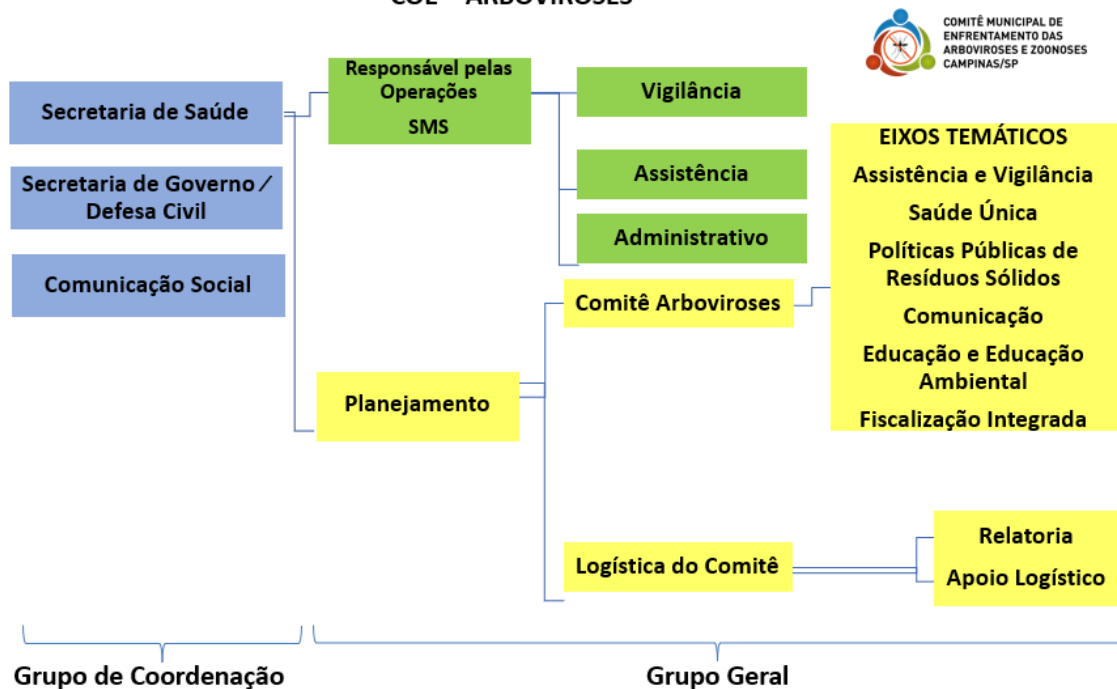 COE – ARBOVIROSES
COMITÊ MUNICIPAL DE
ENFRENTAMENTO DAS
ARBOVIROSES E ZOONOSES
CAMPINAS/SP
Secretaria de Saúde
Secretaria de Governo /
Defesa Civil
Comunicação Social
Responsável pelas
Operações
SMS
Vigilância
Assistência
Administrativo
Planejamento
Comitê Arboviroses
EIXOS TEMÁTICOS
Assistência e Vigilância
Saúde Única
Políticas Públicas de
Resíduos Sólidos
Comunicação
Educação e Educação
Ambiental
Fiscalização Integrada
Logística do Comitê
Relatoria
Apoio Logístico
Grupo de Coordenação
Grupo Geral